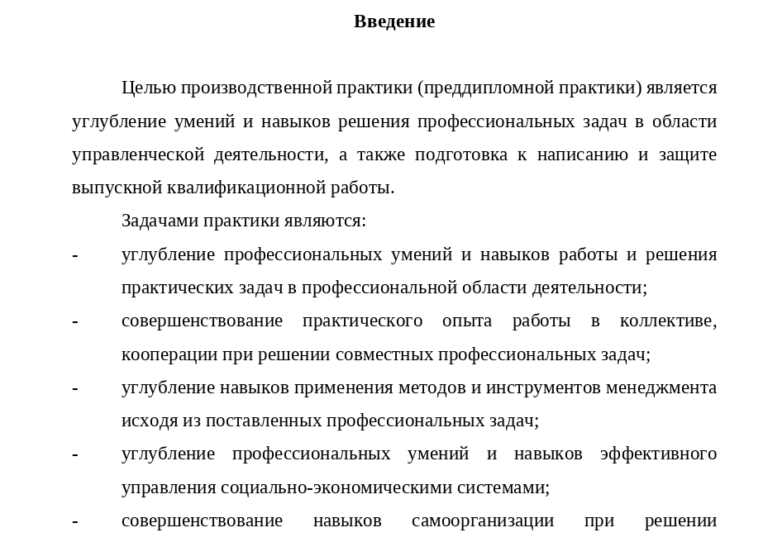 Введение
Целью производственной практики (преддипломной практики) является
углубление умений и навыков решения профессиональных задач в области
управленческой деятельности, а также подготовка к написанию и защите
выпускной квалификационной работы.
Задачами практики являются:
- углубление профессиональных умений и навыков работы и решения
практических задач в профессиональной области деятельности;
- совершенствование практического опыта работы в коллективе,
кооперации при решении совместных профессиональных задач;
- углубление навыков применения методов и инструментов менеджмента
исходя из поставленных профессиональных задач;
- углубление профессиональных умений и навыков эффективного
управления социально-экономическими системами;
- совершенствование навыков самоорганизации при решении